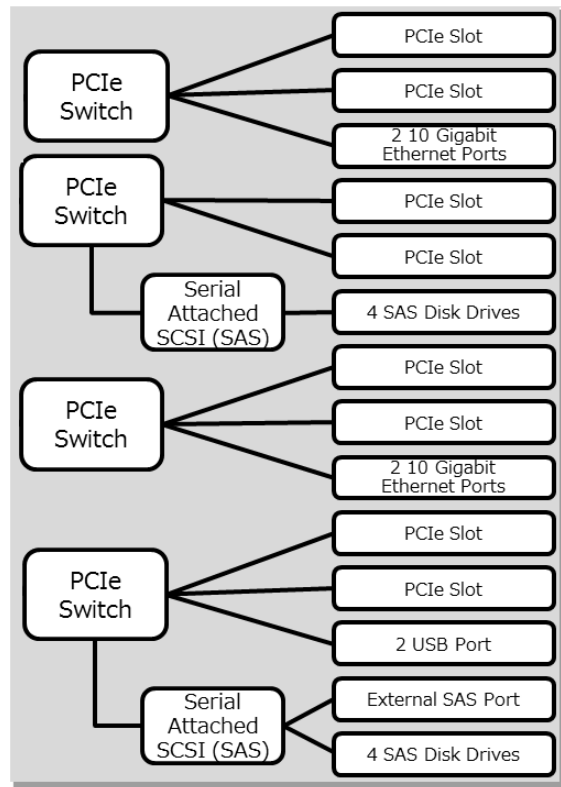 PCIe
Switch
PCIe Slot
PCIe Slot
2 10 Gigabit
Ethernet Ports
PCIe
Switch
PCIe Slot
PCIe Slot
Serial
Attached
SCSI (SAS)
4 SAS Disk Drives
PCIe
Switch
PCIe Slot
PCIe Slot
2 10 Gigabit
Ethernet Ports
PCIe
Switch
PCIe Slot
PCIe Slot
2 USB Port
Serial
Attached
SCSI (SAS)
External SAS Port
4 SAS Disk Drives